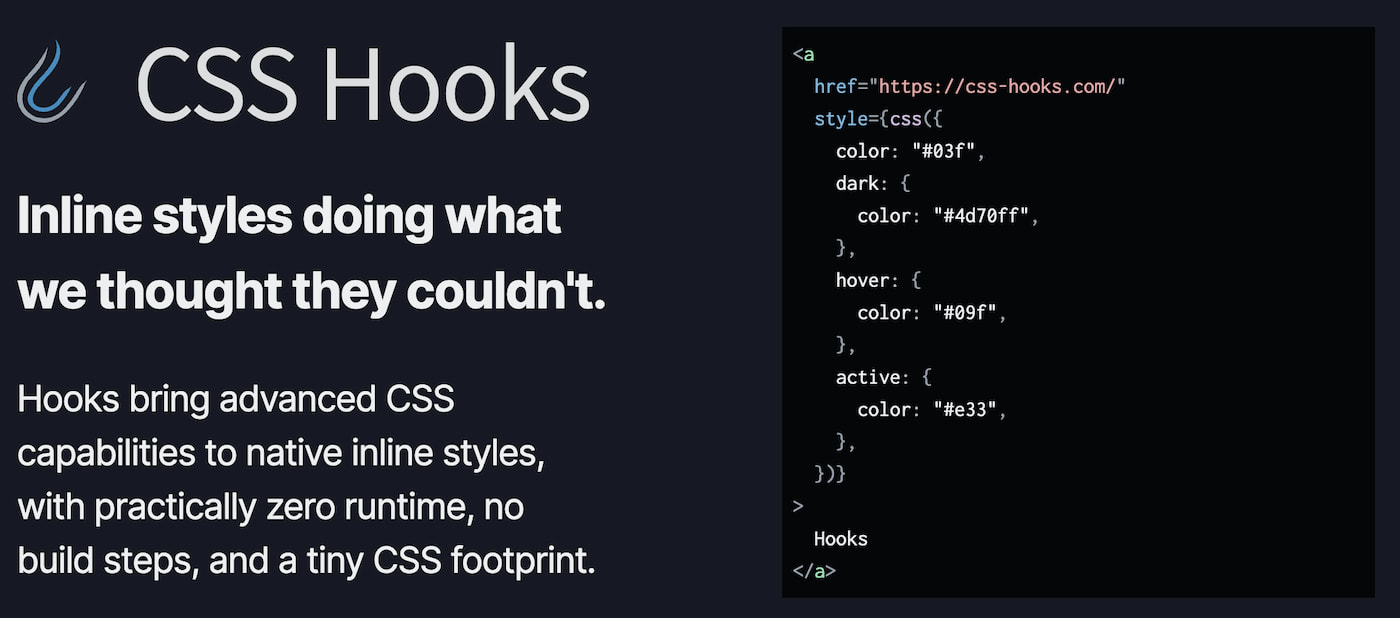 CSS Hooks
Inline styles doing what
we thought they couldn't.
Hooks bring advanced CSS
capabilities to native inline styles,
with practically zero runtime, no
build steps, and a tiny CSS footprint.
<a
  href="https://css-hooks.com/"
  style={css({
    color: "#03f",
    dark: {
      color: "#4d70ff",
    },
    hover: {
      color: "#09f",
    },
    active: {
      color: "#e33",
    },
  })}
>
  Hooks
</a>